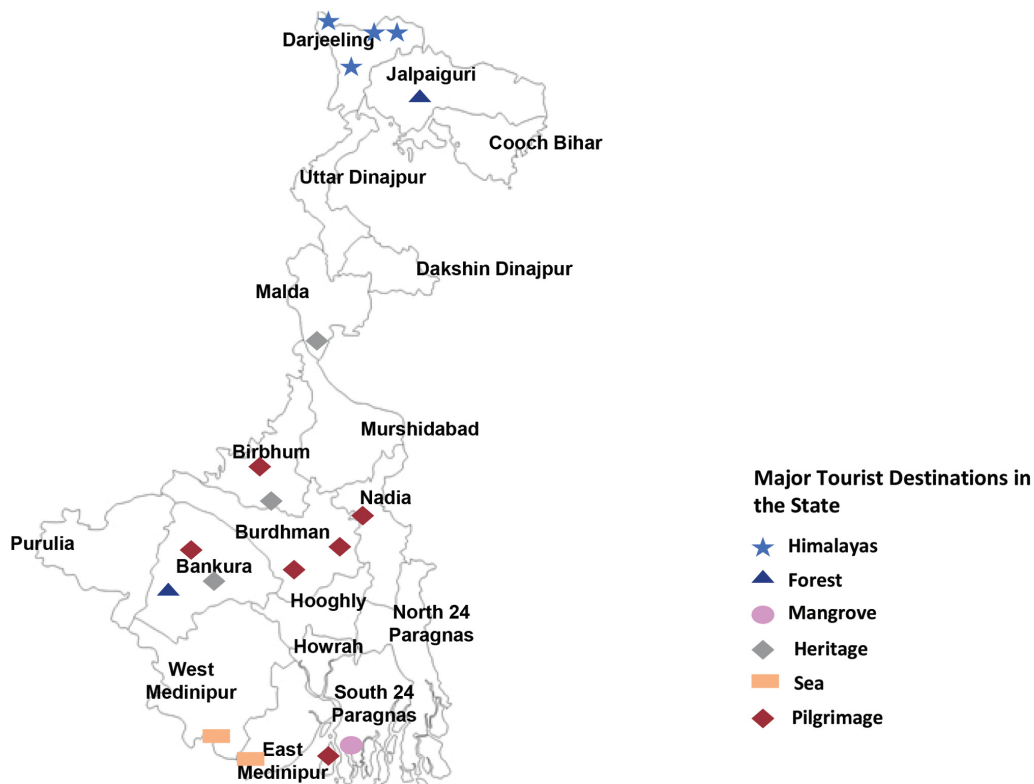 Darjeeling
Jalpaiguri
Cooch Bihar
Uttar Dinajpur
Dakshin Dinajpur
Malda
Murshidabad
Birbhum
Nadia
Burdhman
Purulia
Bankura
Hooghly
North 24
Paragnas
Howrah
West
Medinipur
South 24
Paragnas
East
Medinipur
Major Tourist Destinations in
the State
Himalayas
Forest
Mangrove
Heritage
Sea
Pilgrimage